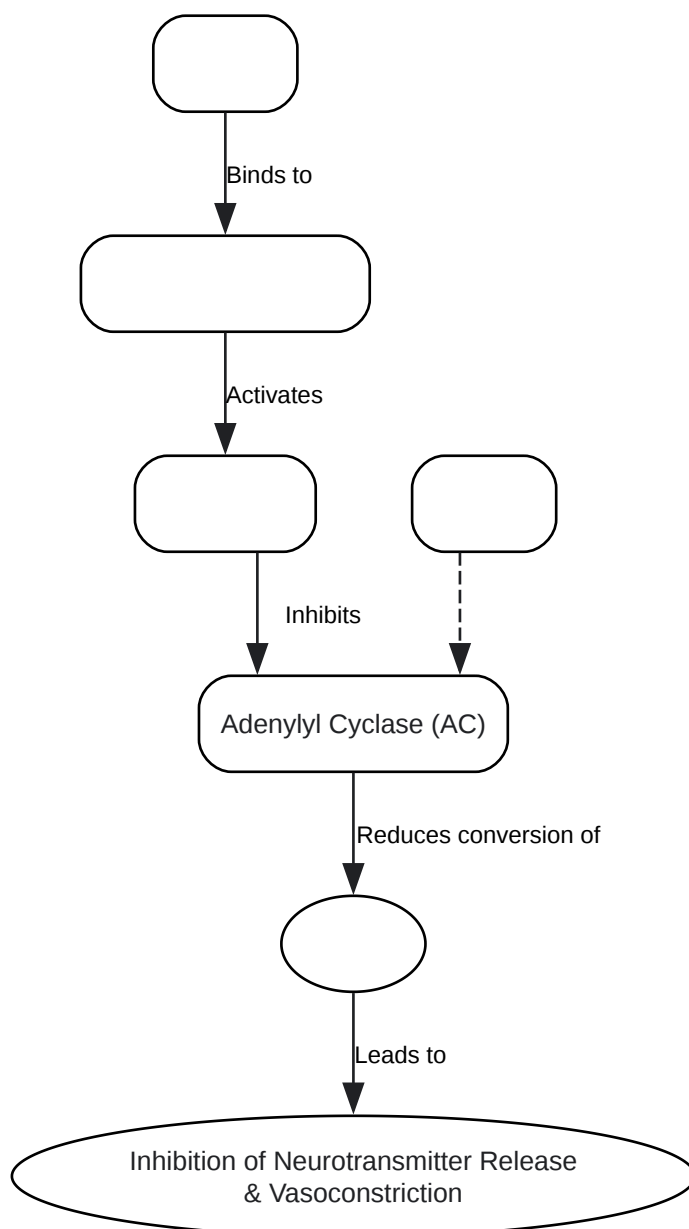 Binds to
Activates
Inhibits
Adenylyl Cyclase (AC)
Reduces conversion of
Leads to
Inhibition of Neurotransmitter Release
& Vasoconstriction